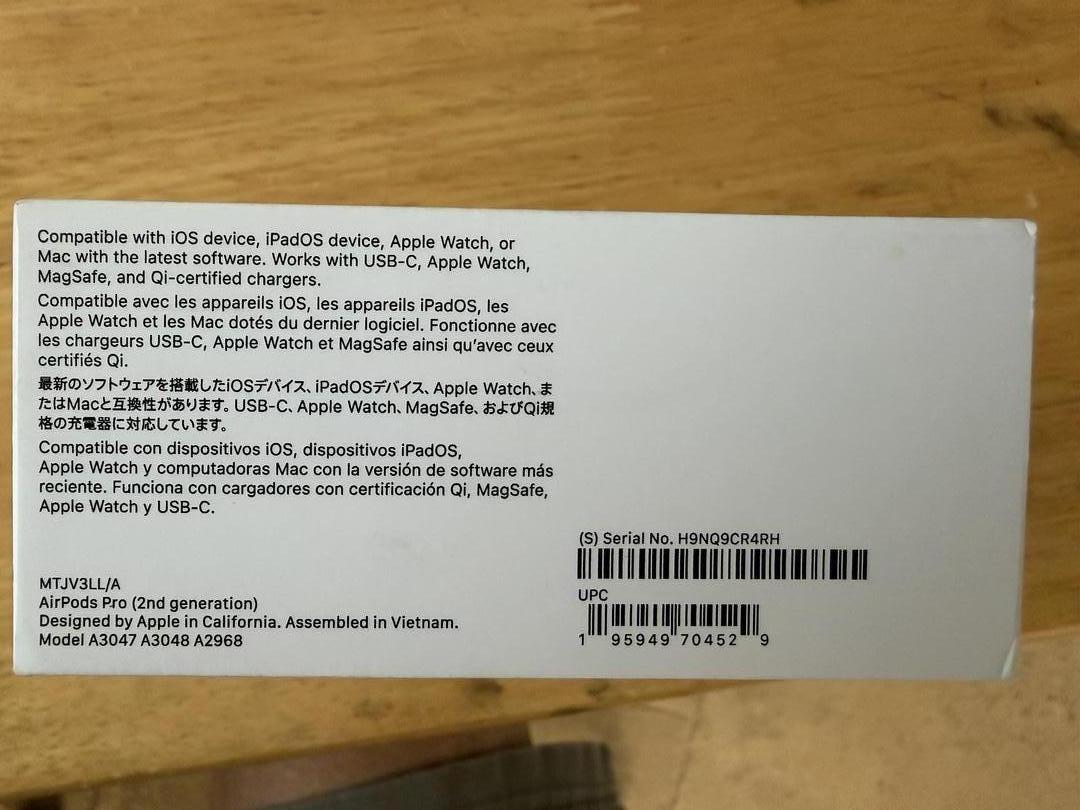 Compatible with iOS device, iPadOS device, Apple Watch, or
Mac with the latest software. Works with USB-C, Apple Watch,
MagSafe, and Qi-certified chargers.
Compatible avec les appareils iOS, les appareils iPadOS, les
Apple Watch et les Mac dotés du dernier logiciel. Fonctionne avec
les chargeurs USB-C, Apple Watch et MagSafe ainsi qu'avec ceux
certifiés Qi.
最新のソフトウェアを搭載したiOSデバイス、iPadOSデバイス、Apple Watch、ま
たはMacと互換性があります。USB-C、Apple Watch、MagSafe、およびQi規
格の充電器に対応しています。
Compatible con dispositivos iOS, dispositivos iPadOS,
Apple Watch y computadoras Mac con la versión de software más
reciente. Funciona con cargadores con certificación Qi, MagSafe,
Apple Watch y USB-C.
MTJV3LL/A
AirPods Pro (2nd generation)
Designed by Apple in California. Assembled in Vietnam.
Model A3047 A3048 A2968
(S) Serial No. H9NQ9CR4RH
UPC
1 95949 70452 9